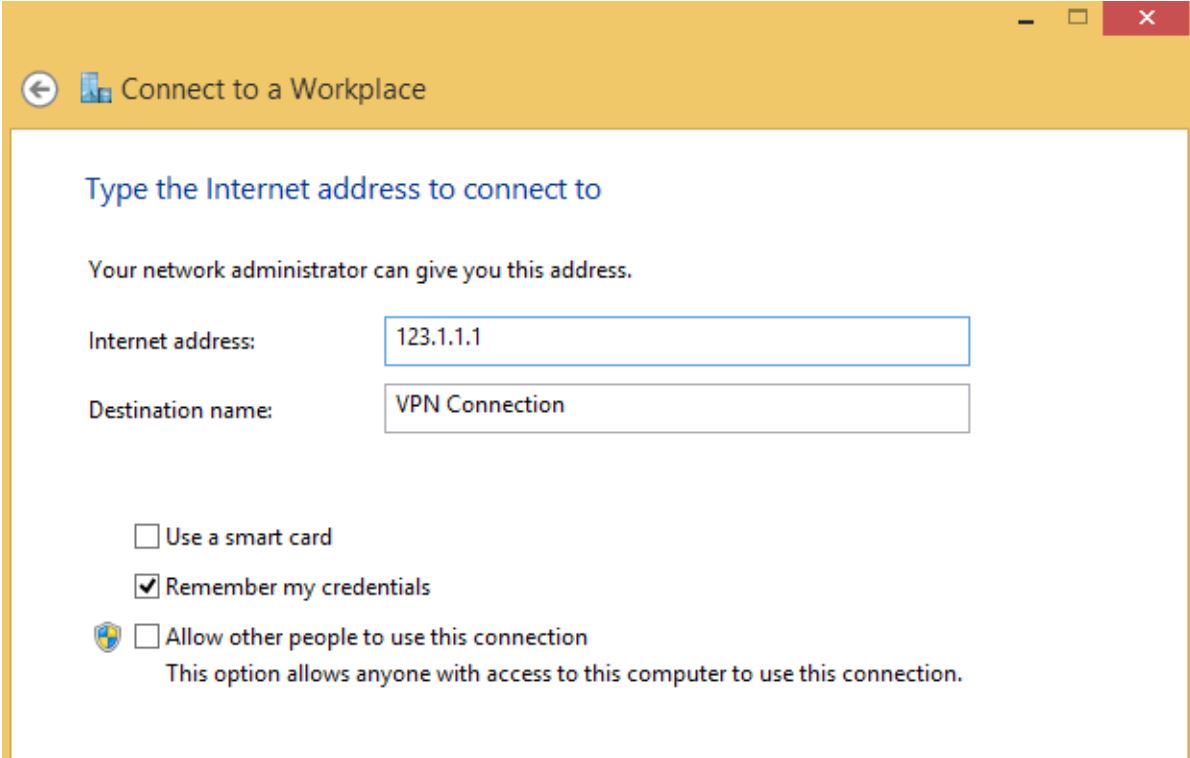 Connect to a Workplace
Type the Internet address to connect to
Your network administrator can give you this address.
Internet address: 123.1.1.1
Destination name: VPN Connection
Use a smart card
Remember my credentials
Allow other people to use this connection
This option allows anyone with access to this computer to use this connection.